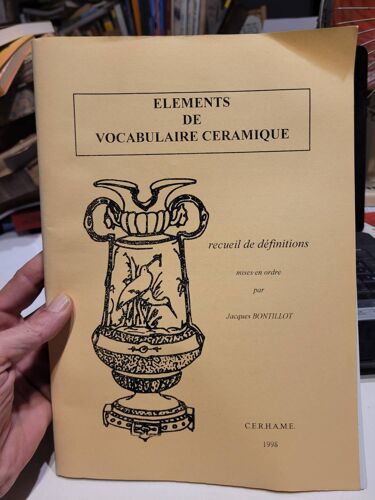 ELEMENTS
DE
VOCABULAIRE CERAMIQUE
recueil de définitions
mises en ordre
par
Jacques BONTILLOT
C.E.R.H.A.M.E.
1998